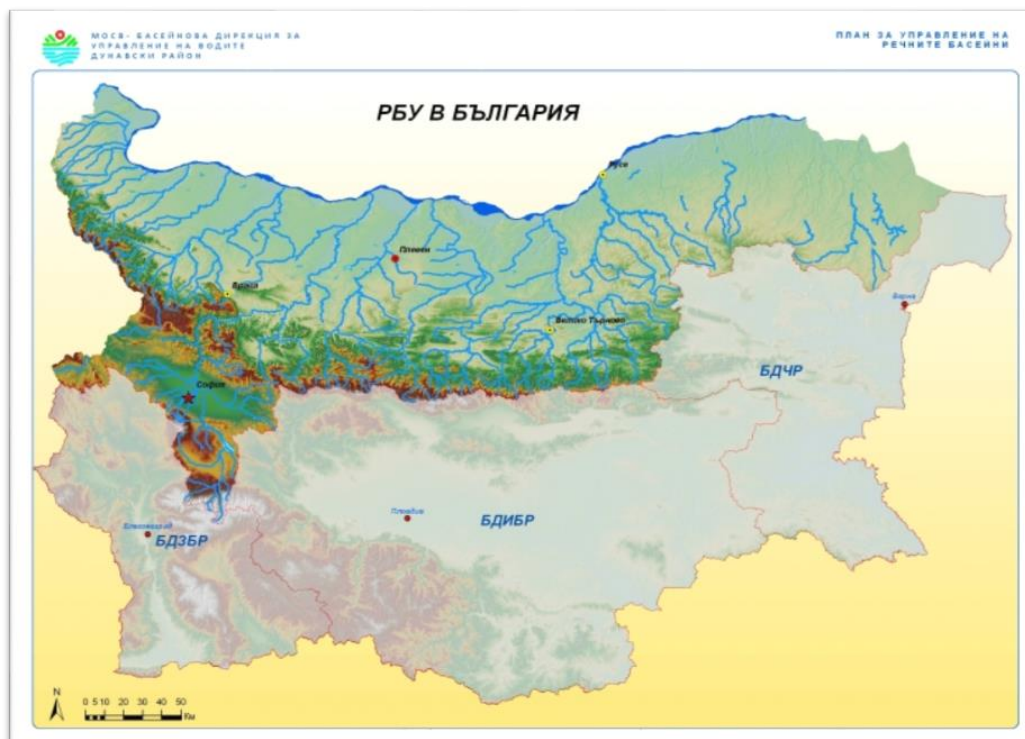 МОСВ- БАСЕЙНОВА ДИРЕКЦИЯ ЗА
УПРАВЛЕНИЕ НА ВОДИТЕ
ДУНАВСКИ РАЙОН
ПЛАН ЗА УПРАВЛЕНИЕ НА
РЕЧНИТЕ БАСЕЙНИ
РБУ В БЪЛГАРИЯ
Русе
Плевен
Враца
Варна
Велико Търново
БДЧР
София
Пловдив
БДИБР
Благоевград
БДЗБР
N
0 5 10 20 30 40 50
Км